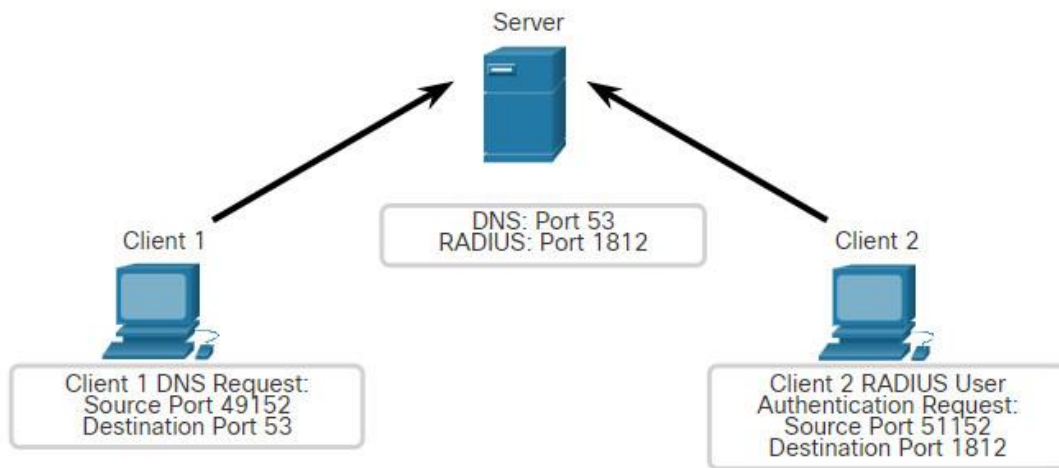 Server
DNS: Port 53
RADIUS: Port 1812
Client 1
Client 2
Client 1 DNS Request:
Source Port 49152
Destination Port 53
Client 2 RADIUS User
Authentication Request:
Source Port 51152
Destination Port 1812